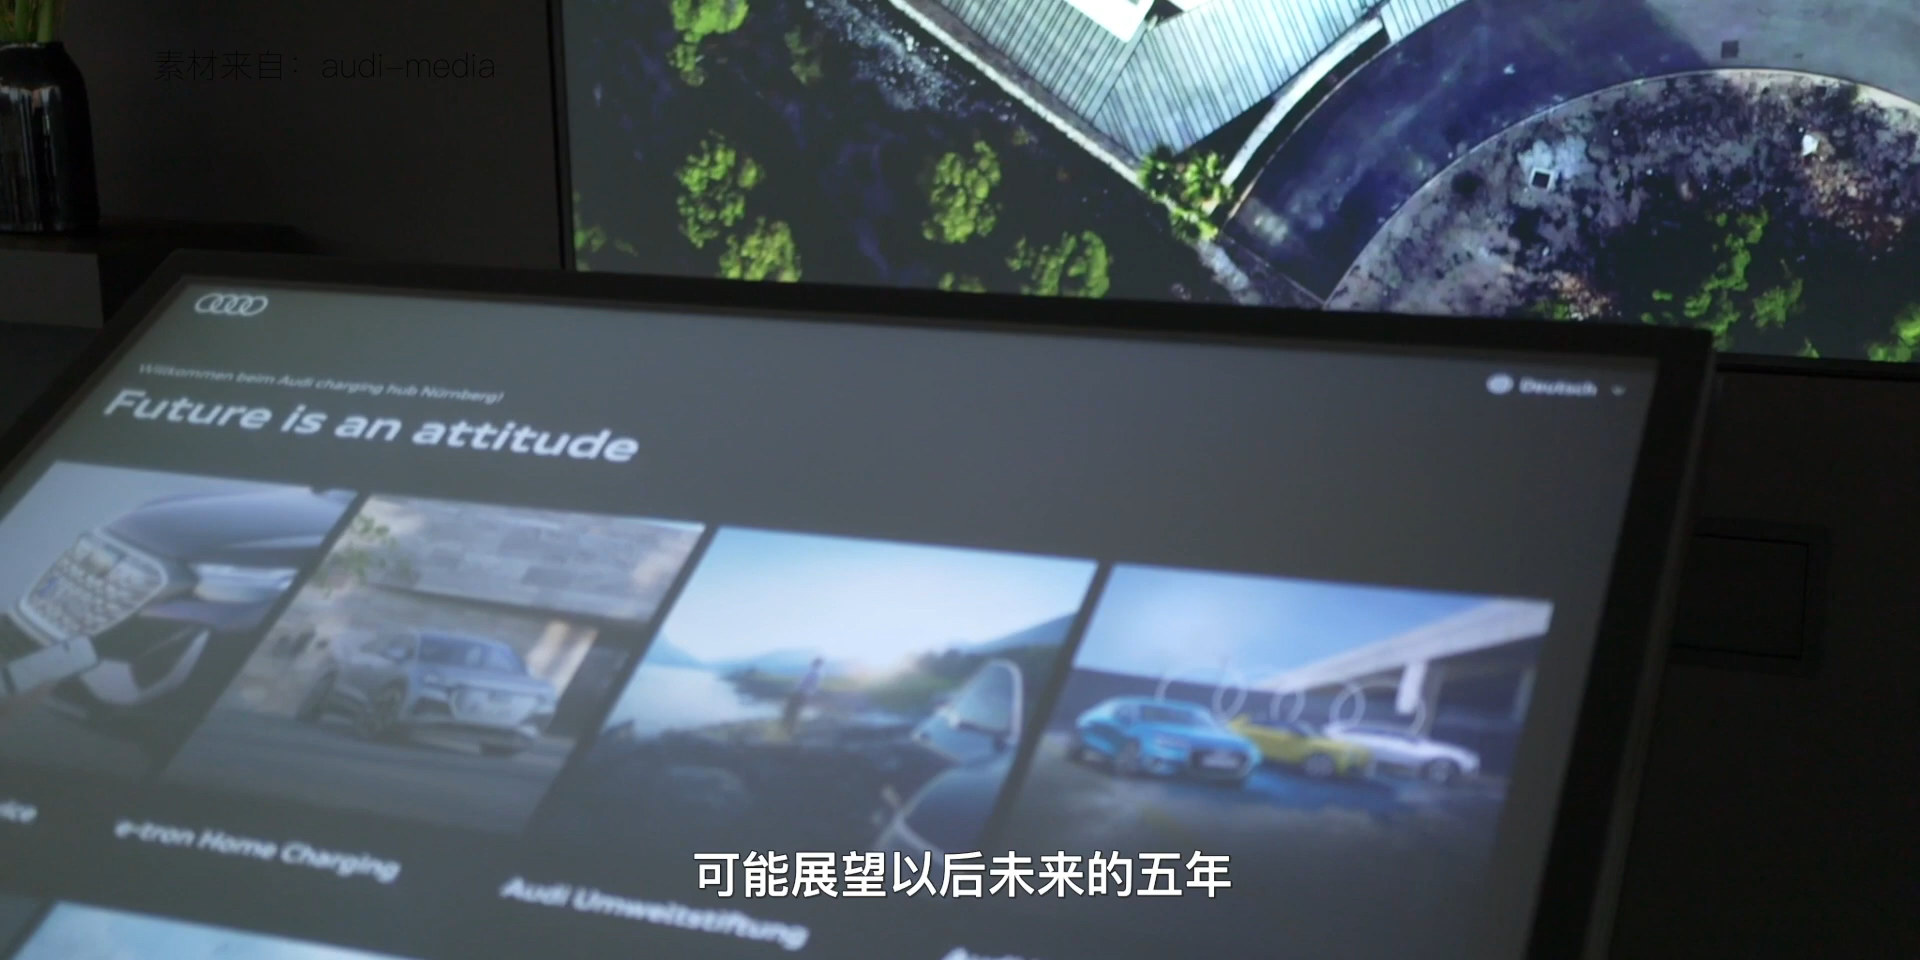 素材来自：audi-media
Willkommen beim Audi charging hub Nürnberg!
Future is an attitude
Deutsch
e-tron Home Charging
Audi Umweltstiftung
可能展望以后未来的五年